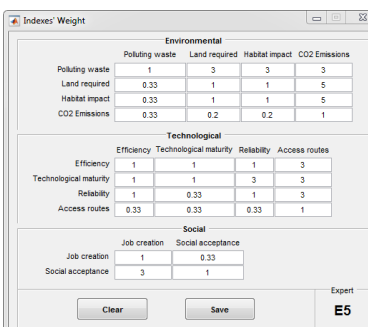 Indexes' Weight
Environmental
Polluting waste Land required Habitat impact CO2 Emissions
Polluting waste 1 3 3 3
Land required 0.33 1 1 5
Habitat impact 0.33 1 1 5
CO2 Emissions 0.33 0.2 0.2 1
Technological
Efficiency Technological maturity Reliability Access routes
Efficiency 1 1 1 3
Technological maturity 1 1 3 3
Reliability 1 0.33 1 3
Access routes 0.33 0.33 0.33 1
Social
Job creation Social acceptance
Job creation 1 0.33
Social acceptance 3 1
Expert
Clear Save E5